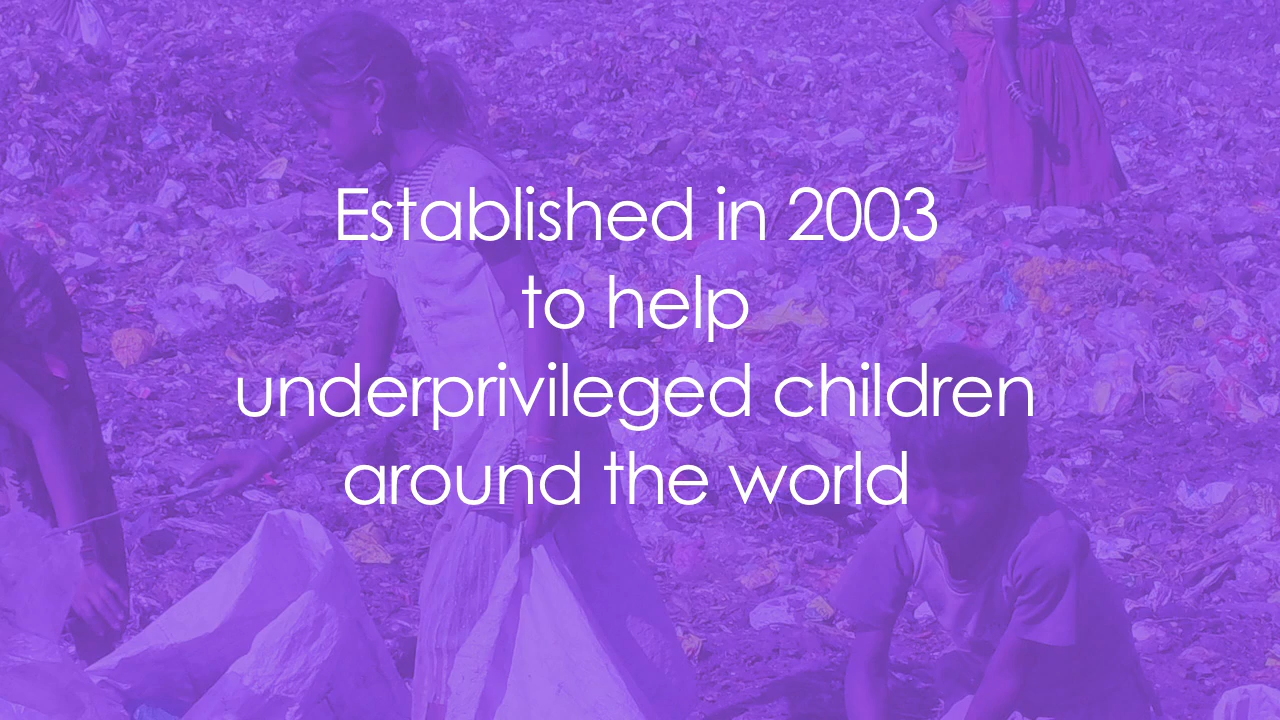 Established in 2003
to help
underprivileged children
around the world